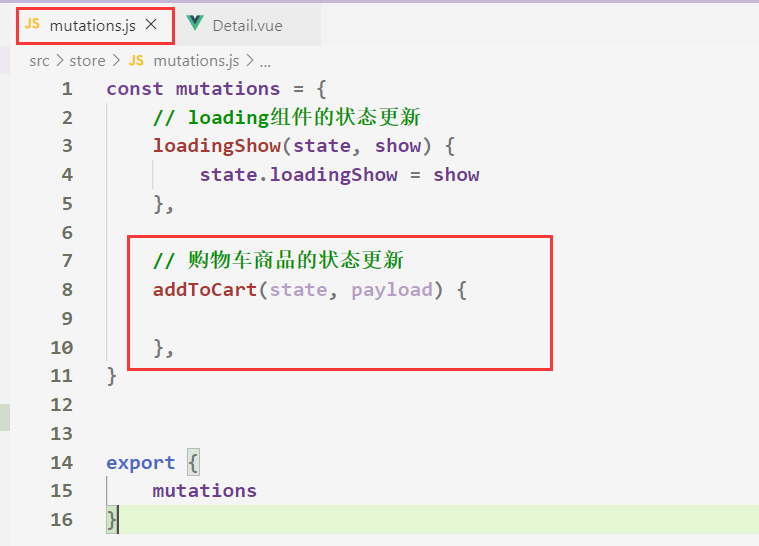 JS mutations.js × Detail.vue
src > store > JS mutations.js > ...
1 const mutations = {
2 // loading组件的状态更新
3 loadingShow(state, show) {
4 state.loadingShow = show
5 },
6
7 // 购物车商品的状态更新
8 addToCart(state, payload) {
9
10 },
11 }
12
13
14 export {
15 mutations
16 }